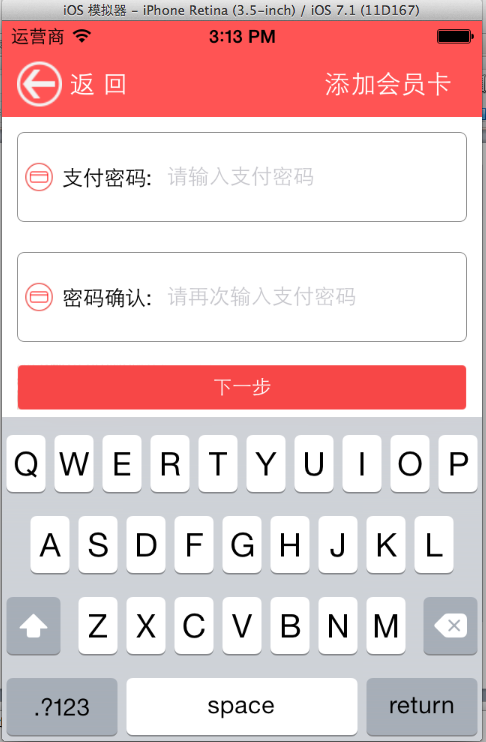 iOS 模拟器 - iPhone Retina (3.5-inch) / iOS 7.1 (11D167)
运营商 3:13 PM
返 回 添加会员卡
支付密码: 请输入支付密码
密码确认: 请再次输入支付密码
下一步
Q W E R T Y U I O P
A S D F G H J K L
Z X C V B N M
.?123 space return